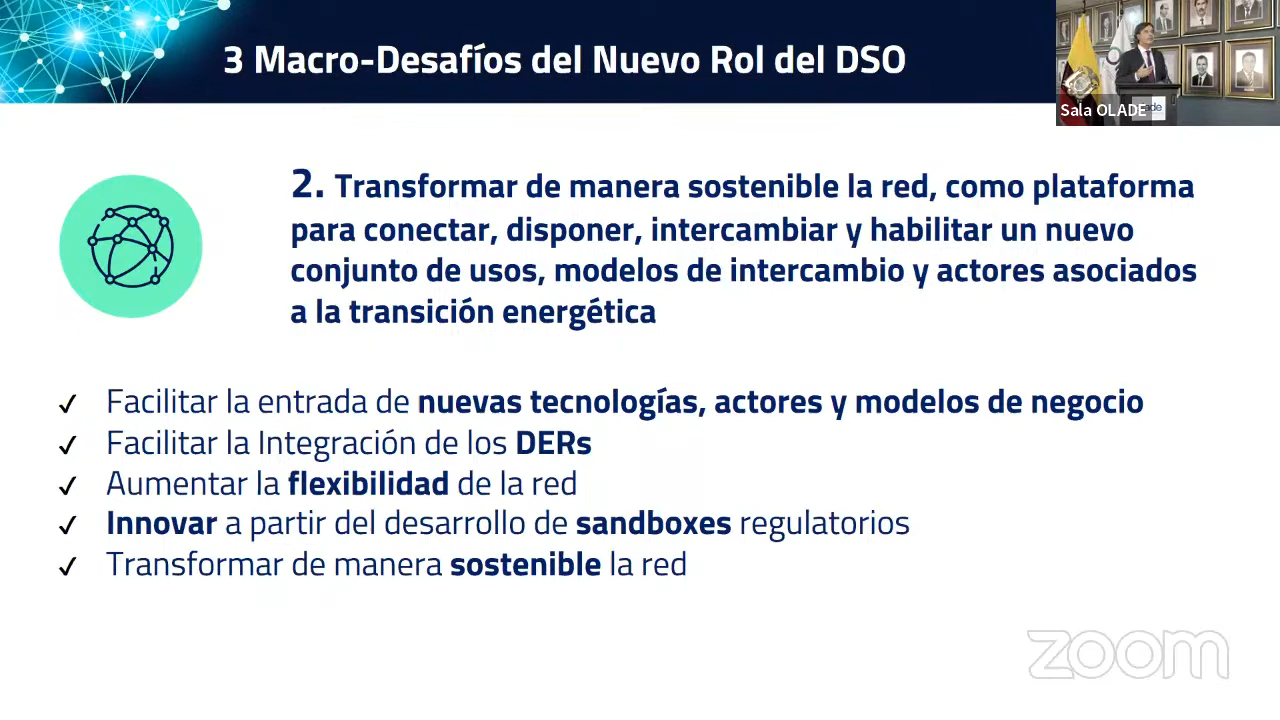 3 Macro-Desafíos del Nuevo Rol del DSO
Sala OLADE
2. Transformar de manera sostenible la red, como plataforma
para conectar, disponer, intercambiar y habilitar un nuevo
conjunto de usos, modelos de intercambio y actores asociados
a la transición energética
✓ Facilitar la entrada de nuevas tecnologías, actores y modelos de negocio
✓ Facilitar la Integración de los DERs
✓ Aumentar la flexibilidad de la red
✓ Innovar a partir del desarrollo de sandboxes regulatorios
✓ Transformar de manera sostenible la red
zoom